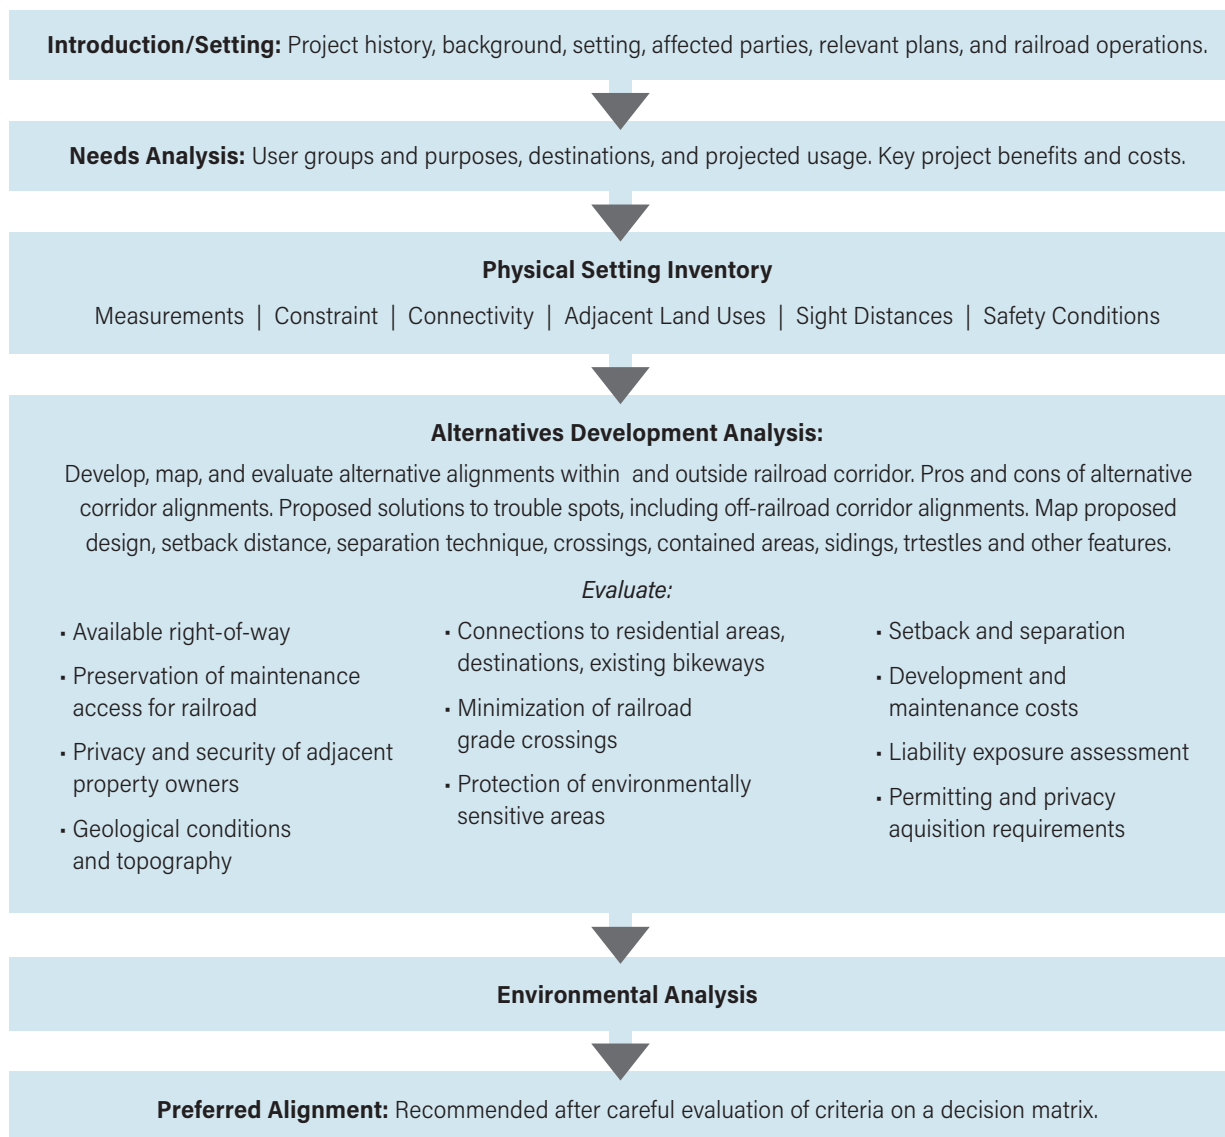 Introduction/Setting: Project history, background, setting, affected parties, relevant plans, and railroad operations.
Needs Analysis: User groups and purposes, destinations, and projected usage. Key project benefits and costs.
Physical Setting Inventory
Measurements | Constraint | Connectivity | Adjacent Land Uses | Sight Distances | Safety Conditions
Alternatives Development Analysis:
Develop, map, and evaluate alternative alignments within and outside railroad corridor. Pros and cons of alternative
corridor alignments. Proposed solutions to trouble spots, including off-railroad corridor alignments. Map proposed
design, setback distance, separation technique, crossings, contained areas, sidings, trtestles and other features.
Evaluate:
▪ Available right-of-way
▪ Preservation of maintenance
access for railroad
▪ Privacy and security of adjacent
property owners
▪ Geological conditions
and topography
▪ Connections to residential areas,
destinations, existing bikeways
▪ Minimization of railroad
grade crossings
▪ Protection of environmentally
sensitive areas
▪ Setback and separation
▪ Development and
maintenance costs
▪ Liability exposure assessment
▪ Permitting and privacy
aquisition requirements
Environmental Analysis
Preferred Alignment: Recommended after careful evaluation of criteria on a decision matrix.